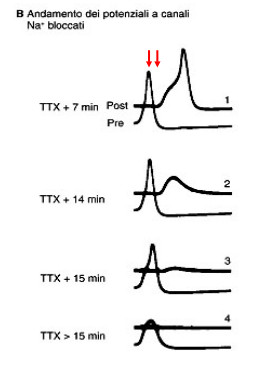 B Andamento dei potenziali a canali
Na⁺ bloccati
TTX + 7 min
Post
Pre
1
TTX + 14 min
2
TTX + 15 min
3
TTX > 15 min
4